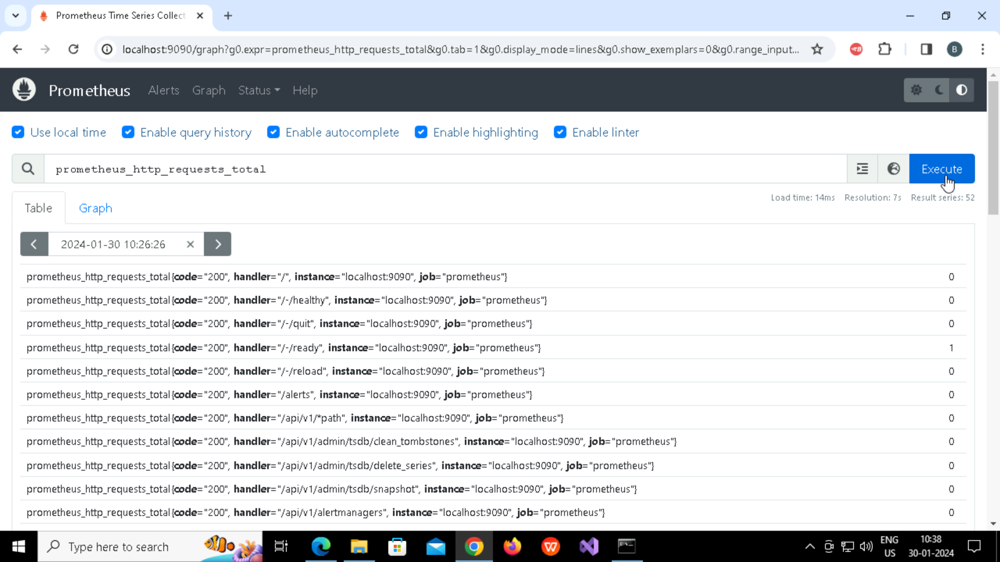 Prometheus Time Series Collect
localhost:9090/graph?g0.expr=prometheus_http_requests_total&g0.tab=1&g0.display_mode=lines&g0.show_exemplars=0&g0.range_input...
B
Prometheus Alerts Graph Status Help
Use local time Enable query history Enable autocomplete Enable highlighting Enable linter
prometheus_http_requests_total Execute
Load time: 14ms Resolution: 7s Result series: 52
Table Graph
2024-01-30 10:26:26
prometheus_http_requests_total{code="200", handler="/", instance="localhost:9090", job="prometheus"} 0
prometheus_http_requests_total{code="200", handler="/-/healthy", instance="localhost:9090", job="prometheus"} 0
prometheus_http_requests_total{code="200", handler="/-/quit", instance="localhost:9090", job="prometheus"} 0
prometheus_http_requests_total{code="200", handler="/-/ready", instance="localhost:9090", job="prometheus"} 1
prometheus_http_requests_total{code="200", handler="/-/reload", instance="localhost:9090", job="prometheus"} 0
prometheus_http_requests_total{code="200", handler="/alerts", instance="localhost:9090", job="prometheus"} 0
prometheus_http_requests_total{code="200", handler="/api/v1/*path", instance="localhost:9090", job="prometheus"} 0
prometheus_http_requests_total{code="200", handler="/api/v1/admin/tsdb/clean_tombstones", instance="localhost:9090", job="prometheus"} 0
prometheus_http_requests_total{code="200", handler="/api/v1/admin/tsdb/delete_series", instance="localhost:9090", job="prometheus"} 0
prometheus_http_requests_total{code="200", handler="/api/v1/admin/tsdb/snapshot", instance="localhost:9090", job="prometheus"} 0
prometheus_http_requests_total{code="200", handler="/api/v1/alertmanagers", instance="localhost:9090", job="prometheus"} 0
Type here to search
ENG
US
10:38
30-01-2024